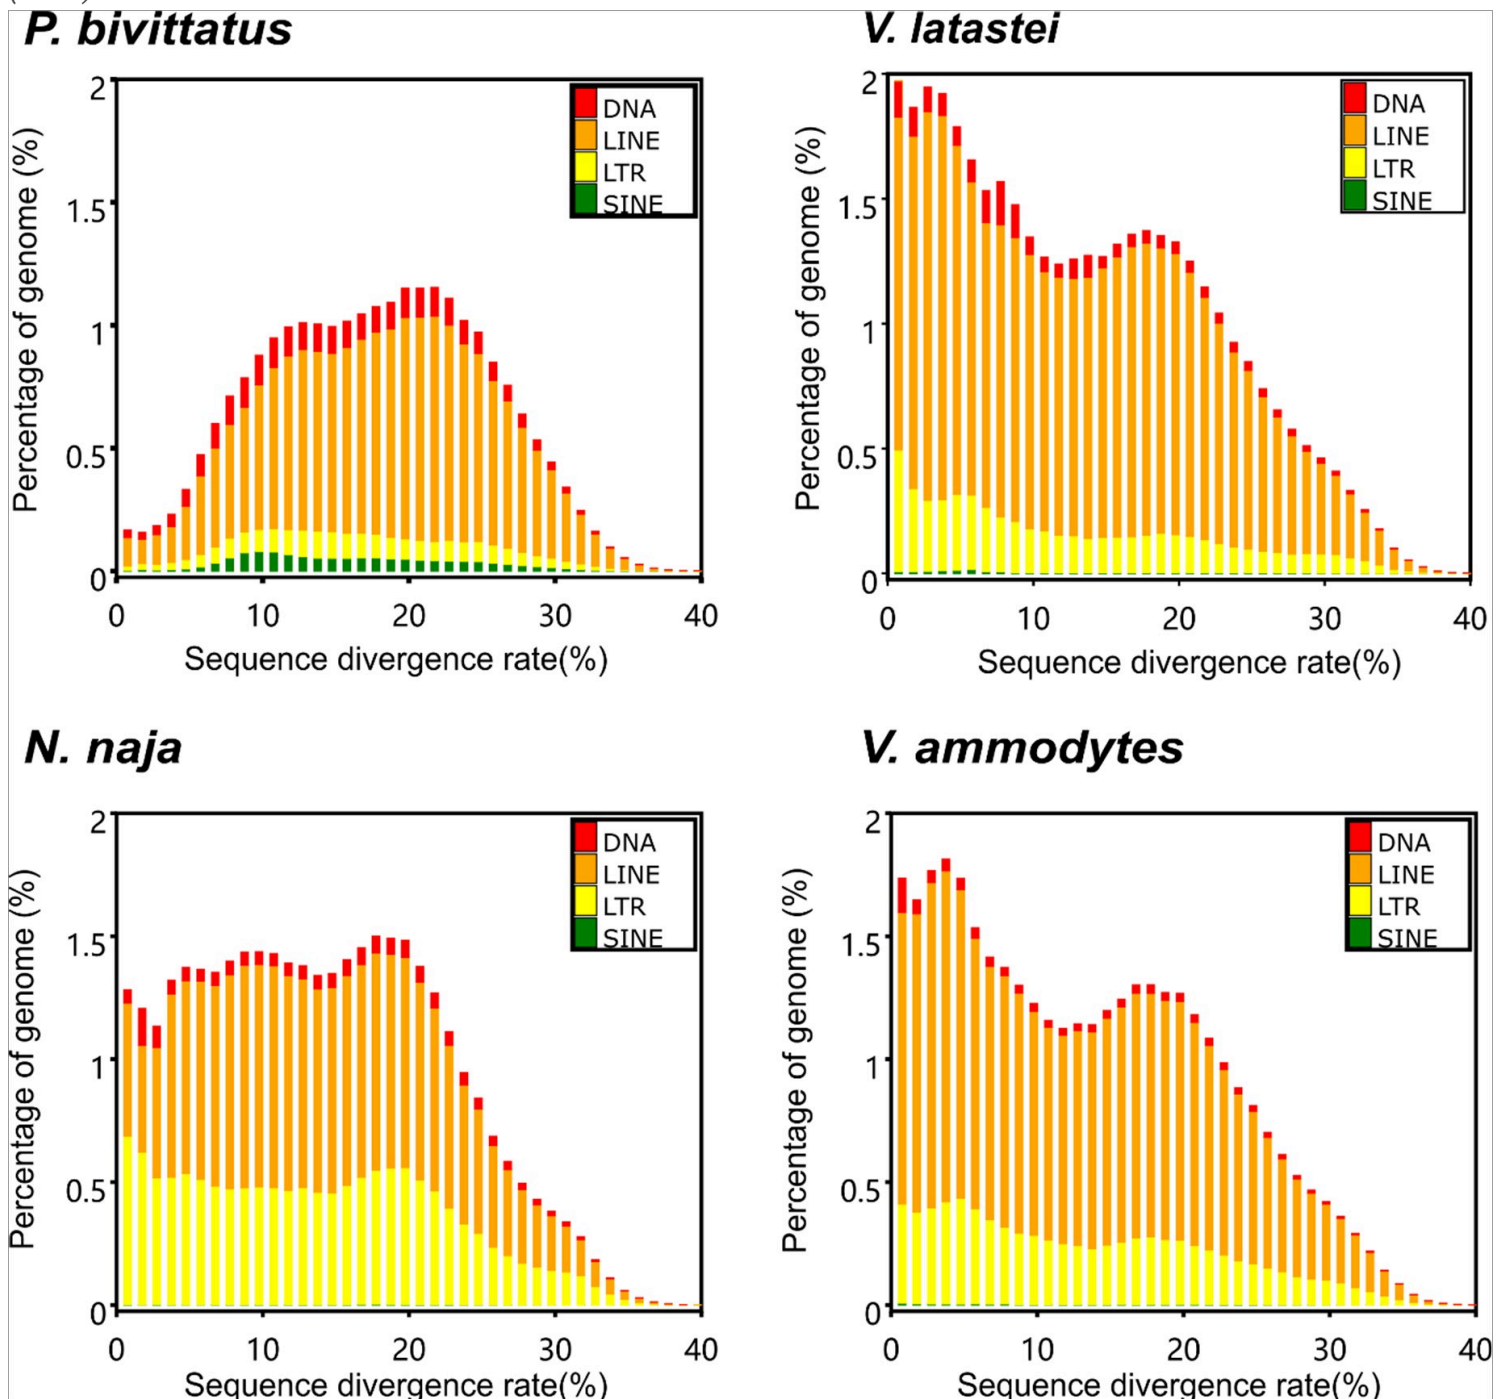 P. bivittatus
2
1.5
1
0.5
0
Percentage of genome (%)
DNA
LINE
LTR
SINE
0 10 20 30 40
Sequence divergence rate(%)
V. latastei
2
1.5
1
0.5
0
Percentage of genome (%)
DNA
LINE
LTR
SINE
0 10 20 30 40
Sequence divergence rate(%)
N. naja
2
1.5
1
0.5
0
Percentage of genome (%)
DNA
LINE
LTR
SINE
0 10 20 30 40
Sequence divergence rate(%)
V. ammodytes
2
1.5
1
0.5
0
Percentage of genome (%)
DNA
LINE
LTR
SINE
0 10 20 30 40
Sequence divergence rate(%)